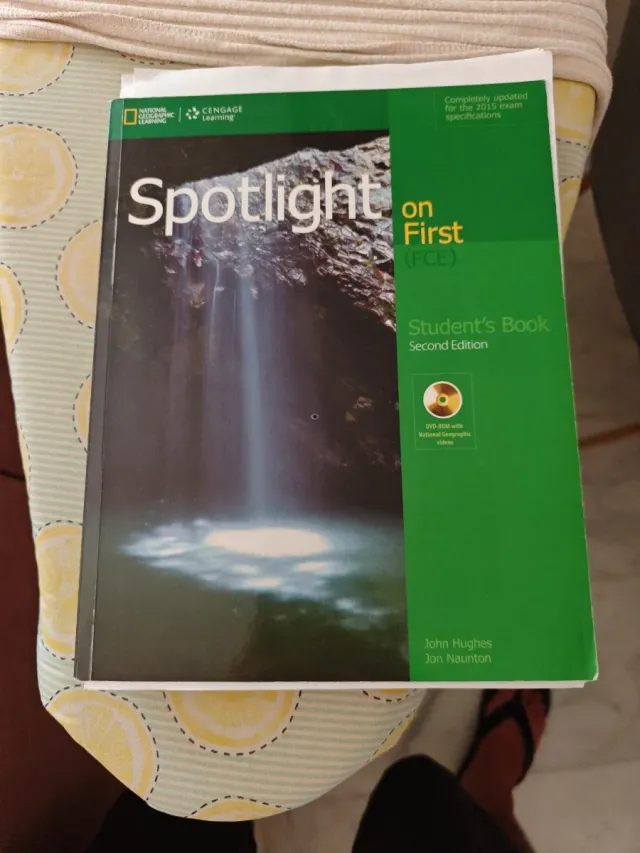 NATIONAL
GEOGRAPHIC
LEARNING
CENGAGE
Learning
Completely updated
for the 2015 exam
specifications
Spotlight
on
First
(FCE)
Student's Book
Second Edition
DVD-ROM with
National Geographic
videos
John Hughes
Jon Naunton